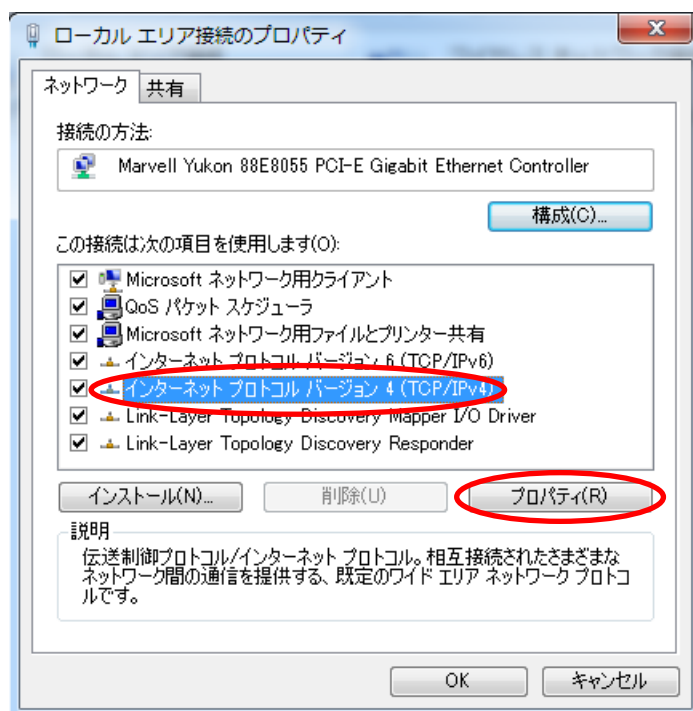 ローカル エリア接続のプロパティ
ネットワーク 共有
接続の方法:
Marvell Yukon 88E8055 PCI-E Gigabit Ethernet Controller
構成(C)...
この接続は次の項目を使用します(O):
Microsoft ネットワーク用クライアント
QoS パケット スケジューラ
Microsoft ネットワーク用ファイルとプリンター共有
インターネット プロトコル バージョン 6 (TCP/IPv6)
インターネット プロトコル バージョン 4 (TCP/IPv4)
Link-Layer Topology Discovery Mapper I/O Driver
Link-Layer Topology Discovery Responder
インストール(N)... 削除(U) プロパティ(R)
説明
伝送制御プロトコル/インターネット プロトコル。相互接続されたさまざまな
ネットワーク間の通信を提供する、既定のワイド エリア ネットワーク プロトコ
ルです。
OK キャンセル